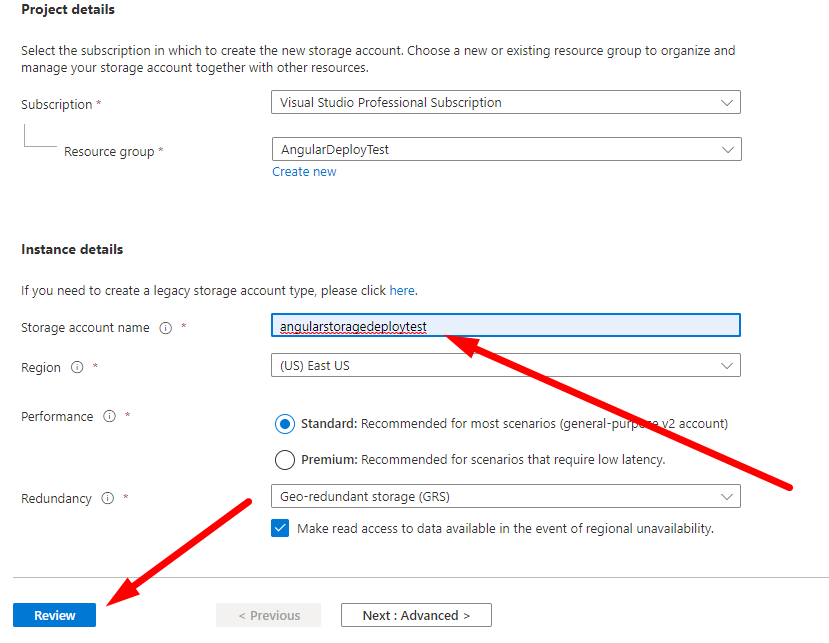 Project details
Select the subscription in which to create the new storage account. Choose a new or existing resource group to organize and
manage your storage account together with other resources.
Subscription *
Visual Studio Professional Subscription
Resource group *
AngularDeployTest
Create new
Instance details
If you need to create a legacy storage account type, please click here.
Storage account name *
angularstoragedeploytest
Region *
(US) East US
Performance *
Standard: Recommended for most scenarios (general-purpose v2 account)
Premium: Recommended for scenarios that require low latency.
Redundancy *
Geo-redundant storage (GRS)
Make read access to data available in the event of regional unavailability.
Review
< Previous
Next : Advanced >